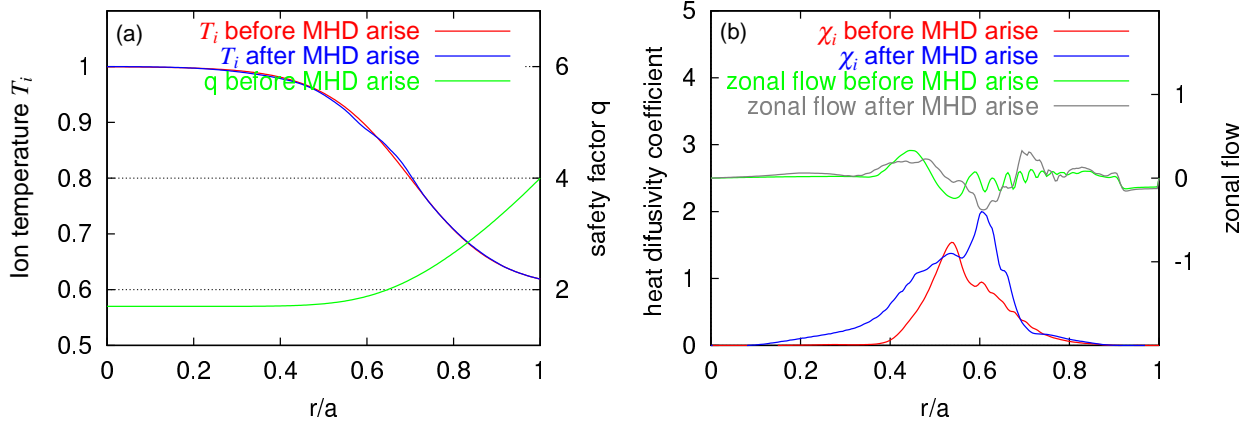 (a)
T_i before MHD arise
T_i after MHD arise
q before MHD arise
Ion temperature T_i
1
0.9
0.8
0.7
0.6
0.5
6
4
2
safety factor q
0
0.2
0.4
0.6
0.8
1
r/a
(b)
χ_i before MHD arise
χ_i after MHD arise
zonal flow before MHD arise
zonal flow after MHD arise
heat difusivity coefficient
5
4
3
2
1
0
1
0
-1
zonal flow
0
0.2
0.4
0.6
0.8
1
r/a